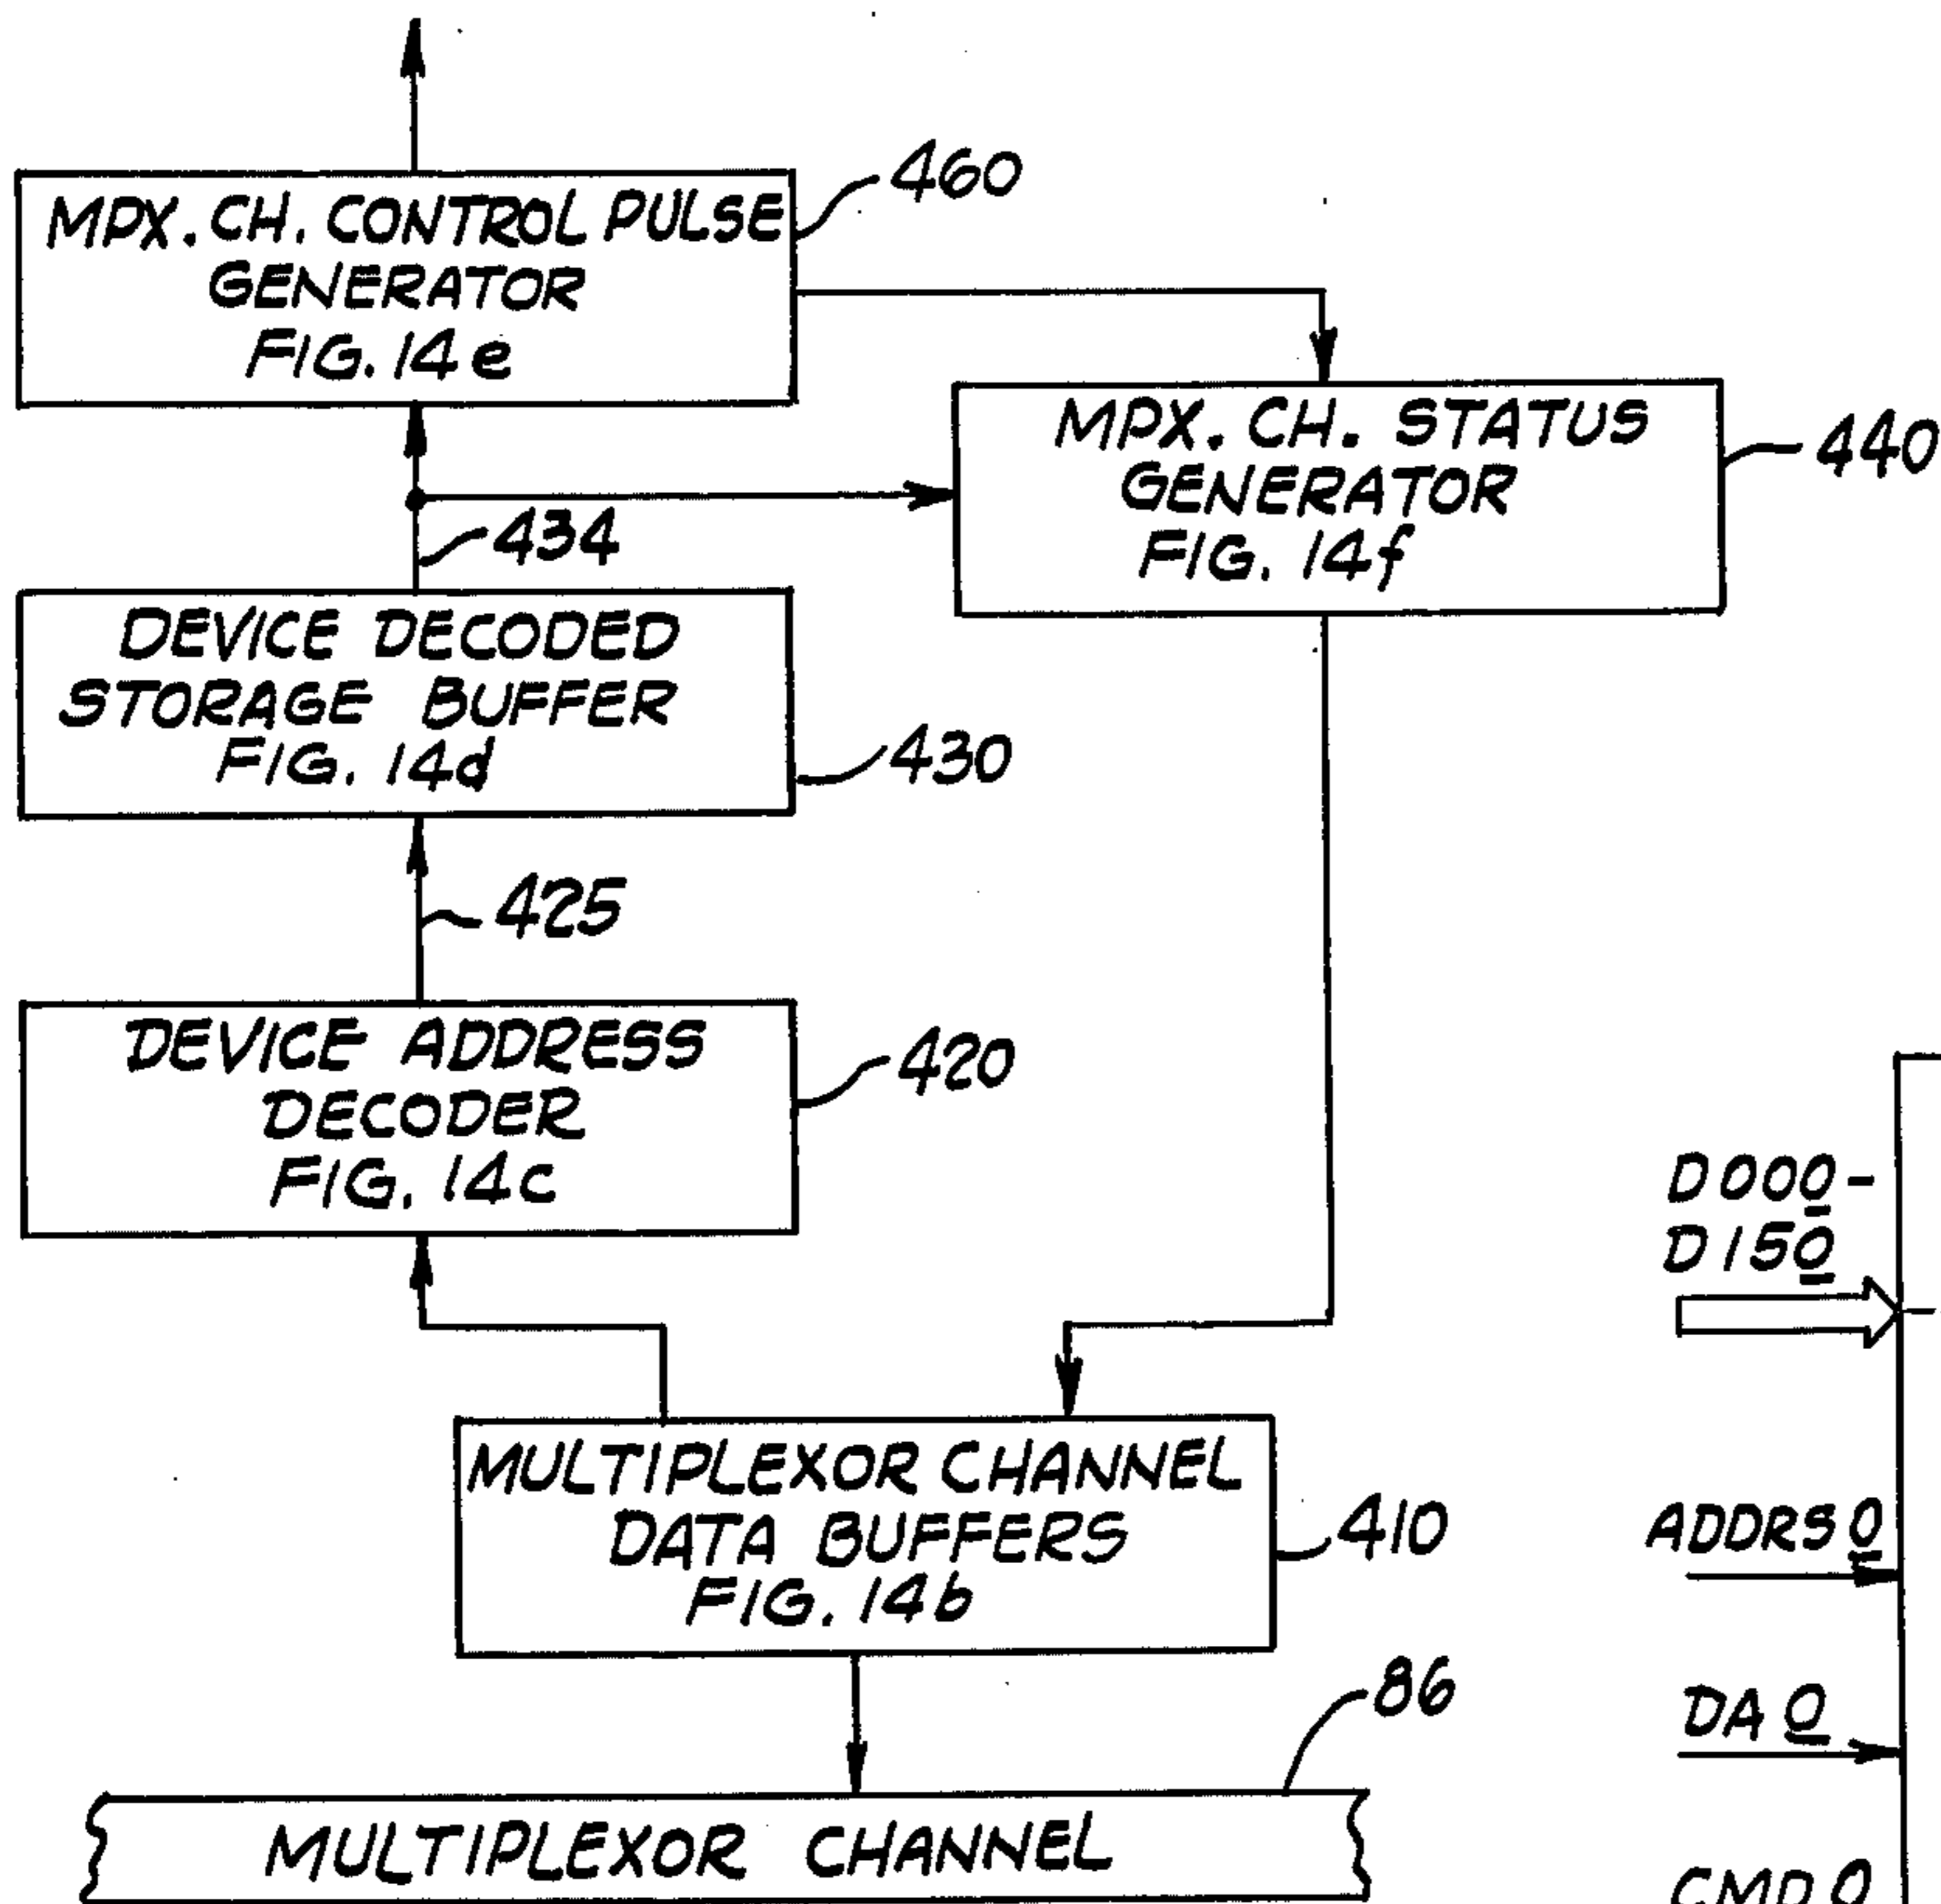 460
MPX. CH. CONTROL PULSE
GENERATOR
FIG. 14e
MPX. CH. STATUS
GENERATOR
FIG. 14f
440
434
DEVICE DECODED
STORAGE BUFFER
FIG. 14d
430
425
DEVICE ADDRESS
DECODER
FIG. 14c
420
D000-
D150
ADDRS0
DA0
CMD0
MULTIPLEXOR CHANNEL
DATA BUFFERS
FIG. 14b
410
86
MULTIPLEXOR CHANNEL